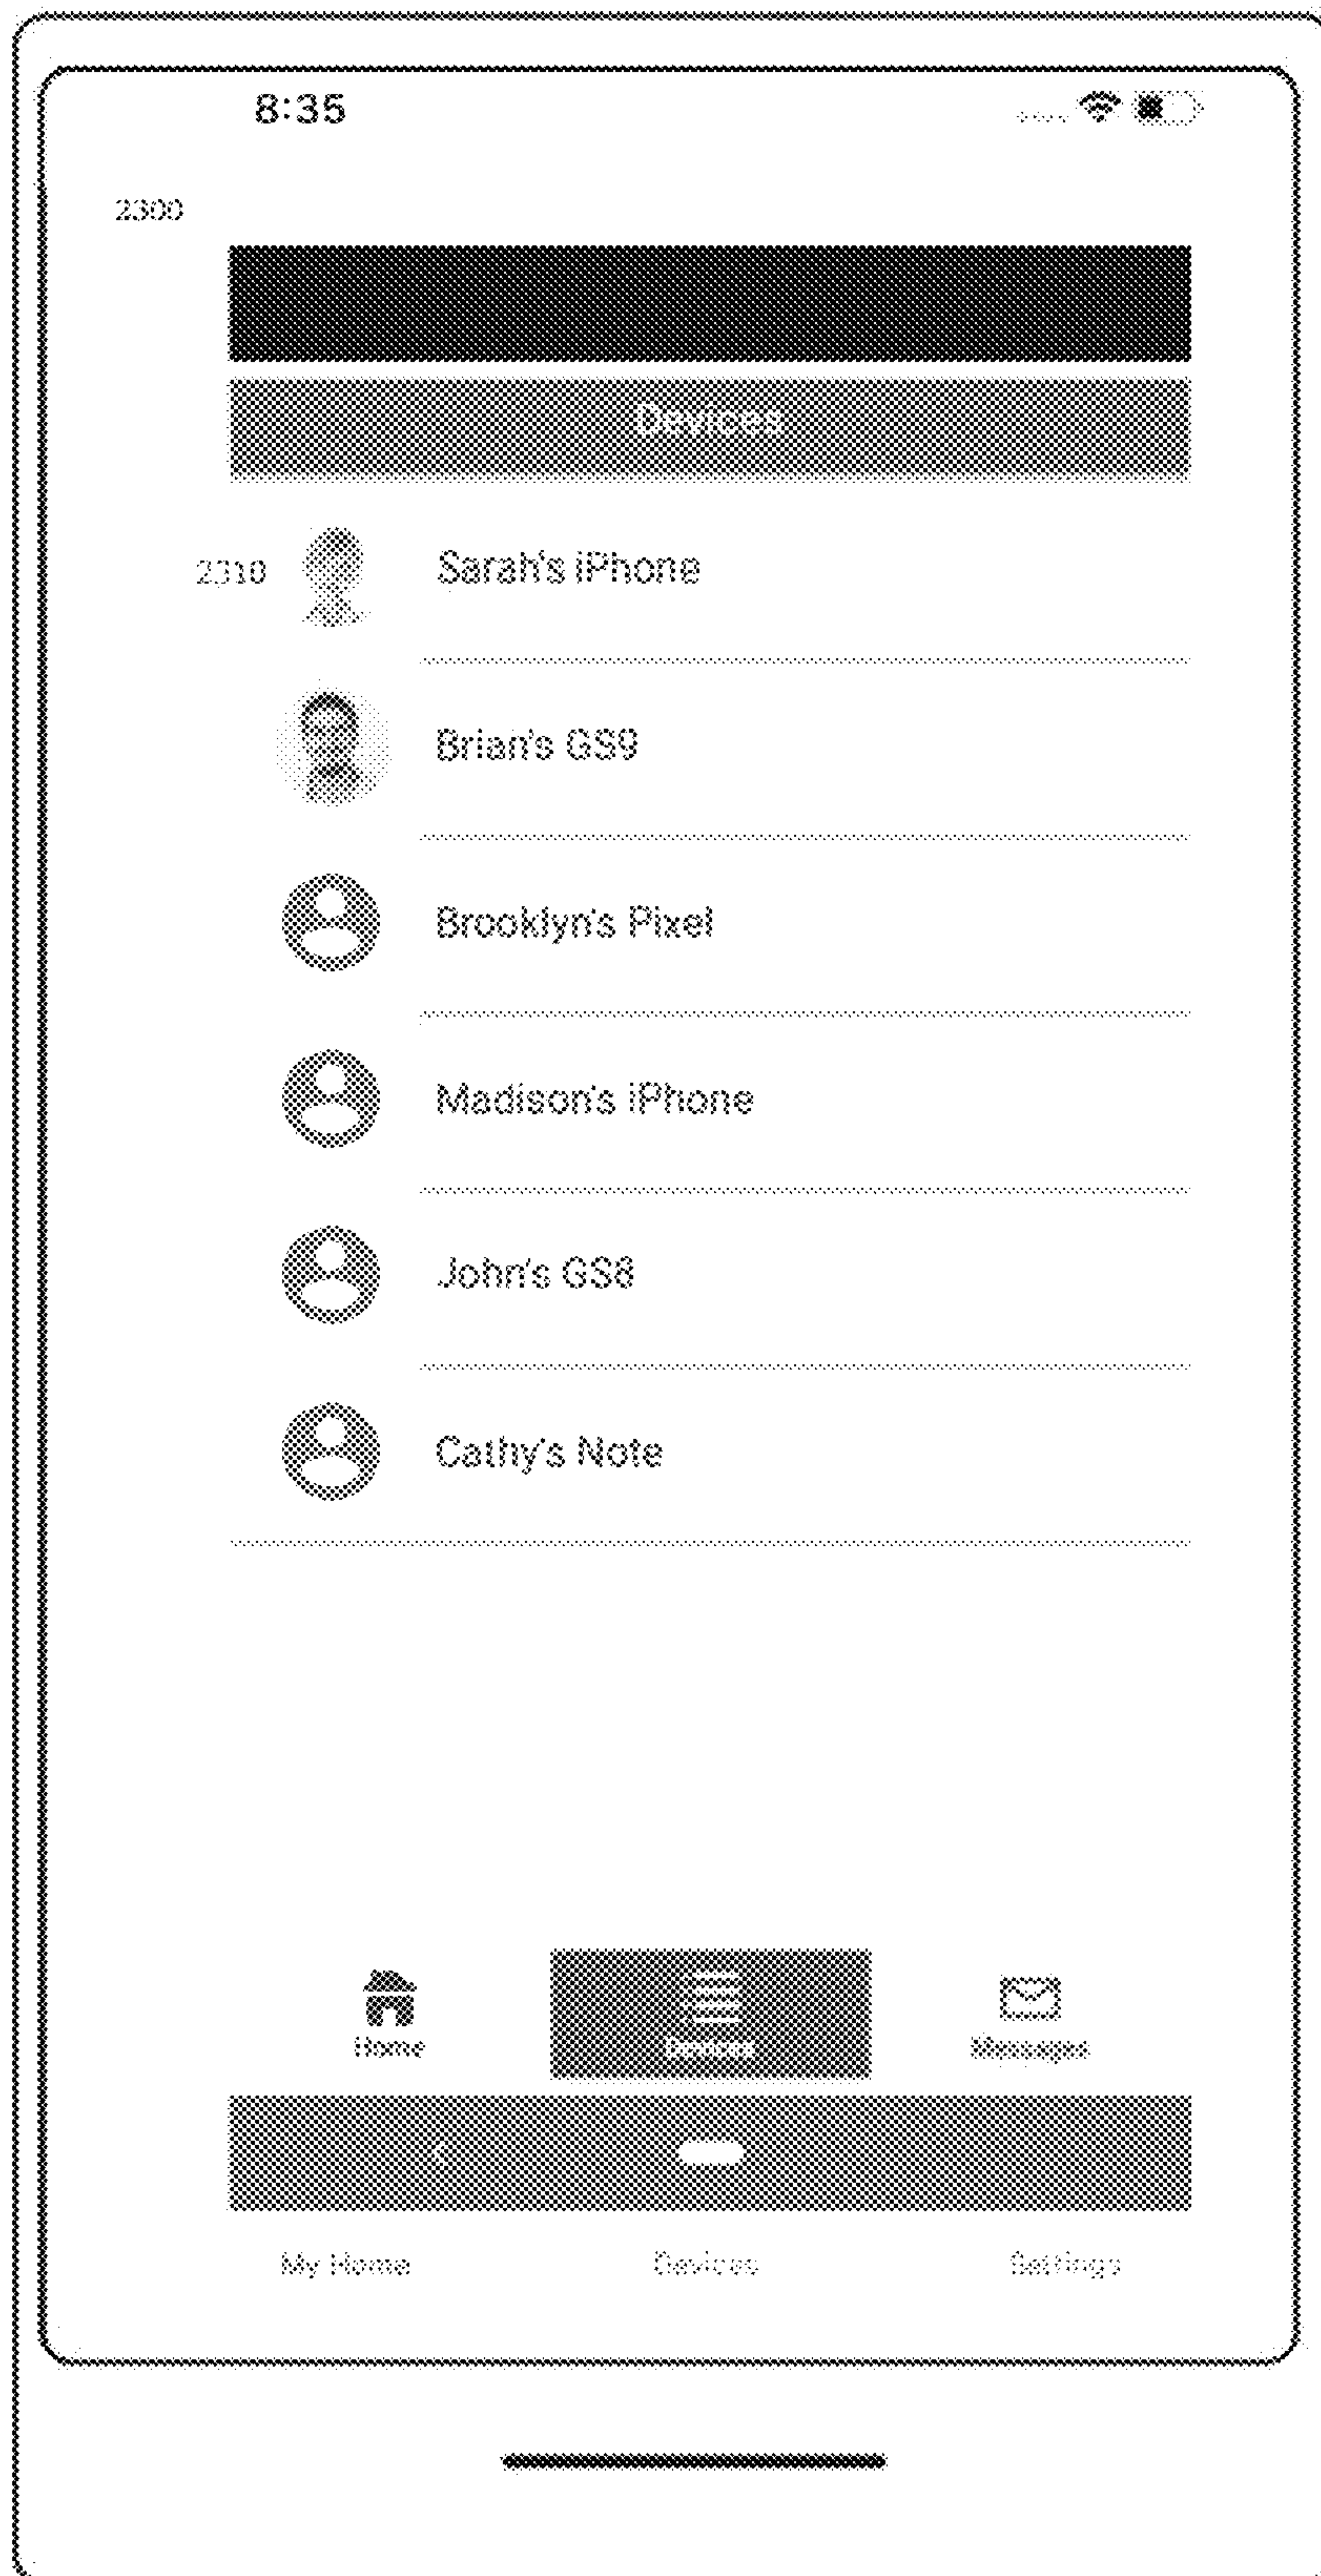 8:35
2300
Devices
2310 Sarah's iPhone
Brian's GS9
Brooklyn's Pixel
Madison's iPhone
John's GS8
Cathy's Note
Home Devices Messages
My Home Devices Settings